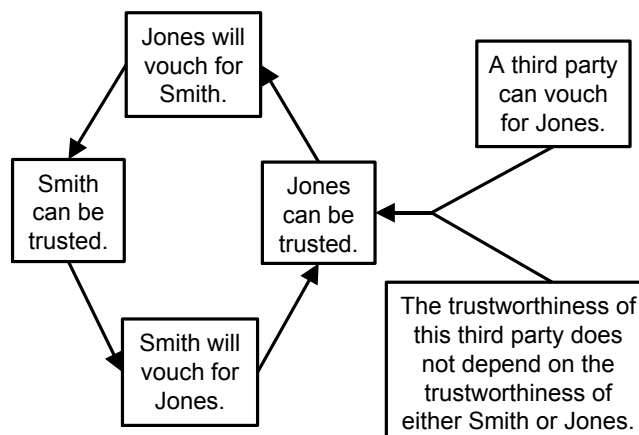 Jones will
vouch for
Smith.
A third party
can vouch
for Jones.
Smith
can be
trusted.
Jones
can be
trusted.
Smith will
vouch for
Jones.
The trustworthiness of
this third party does
not depend on the
trustworthiness of
either Smith or Jones.